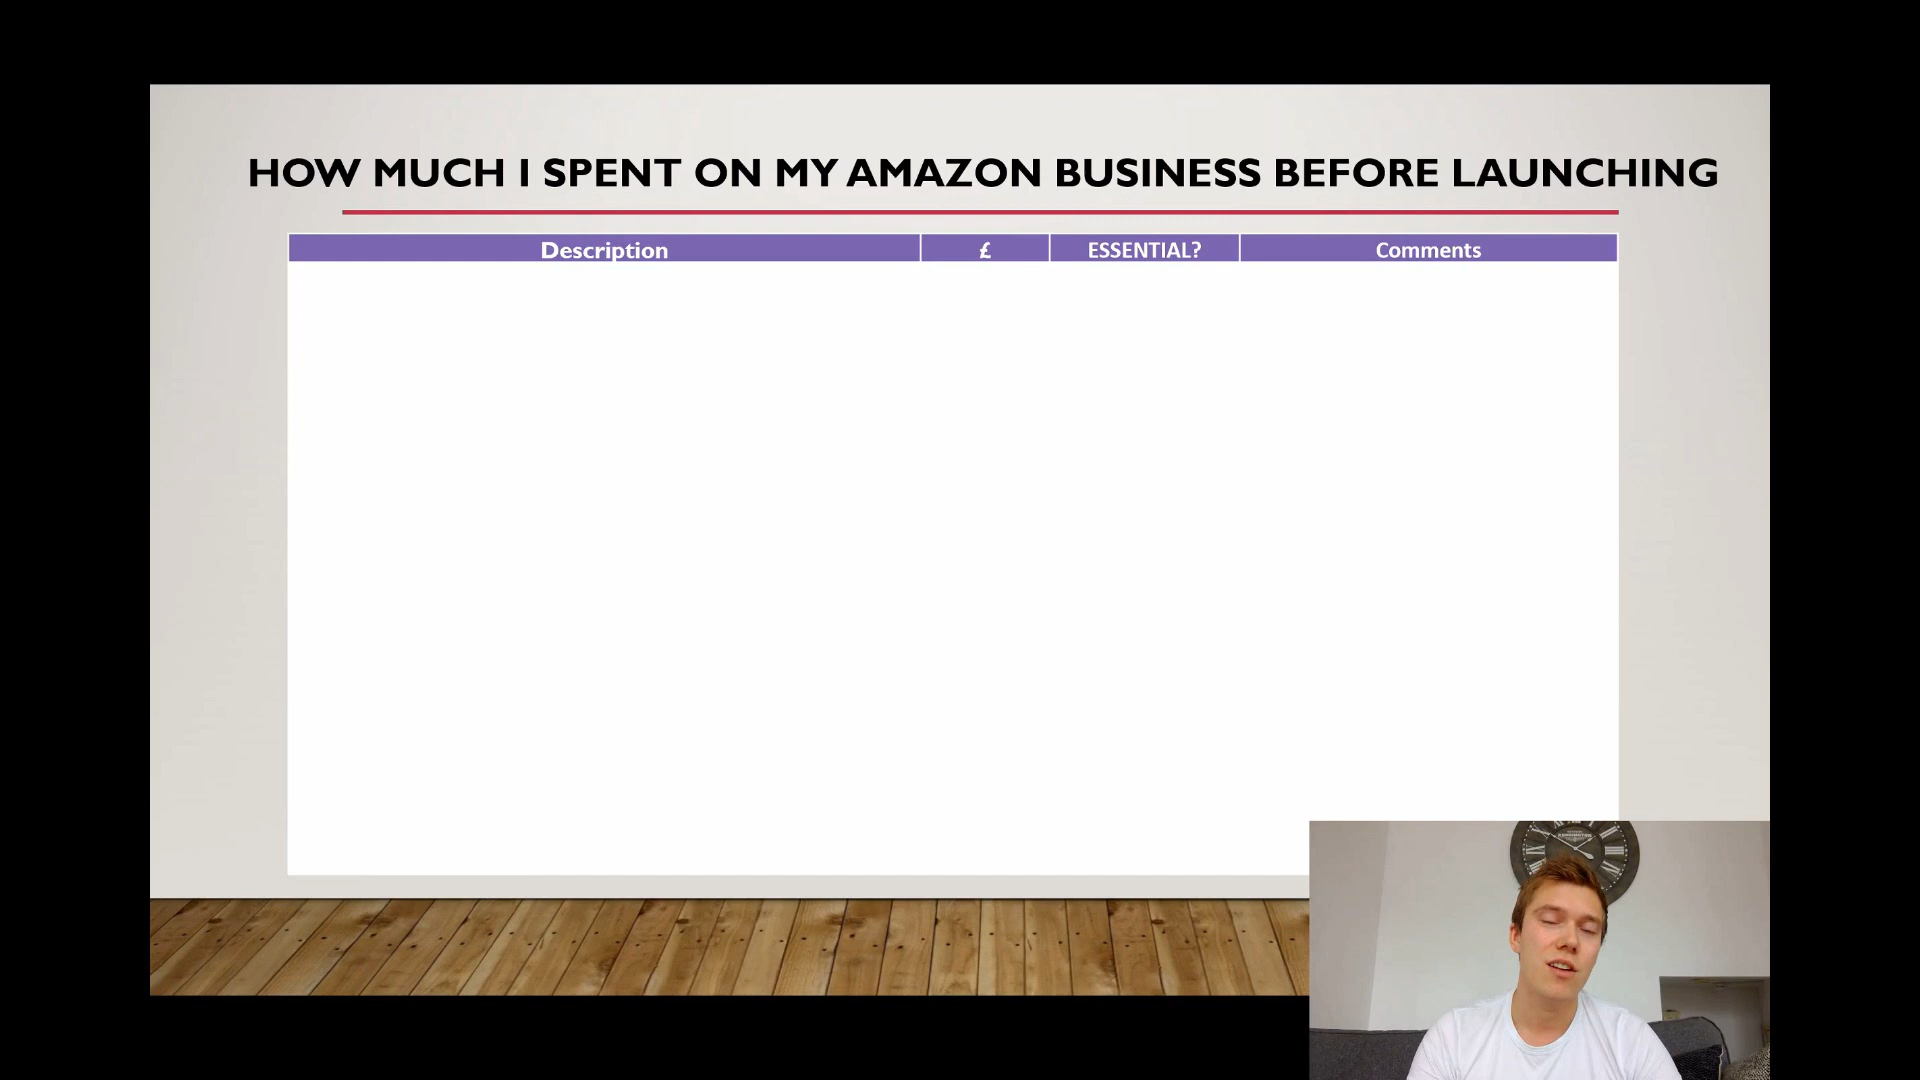 HOW MUCH I SPENT ON MY AMAZON BUSINESS BEFORE LAUNCHING
Description £ ESSENTIAL? Comments